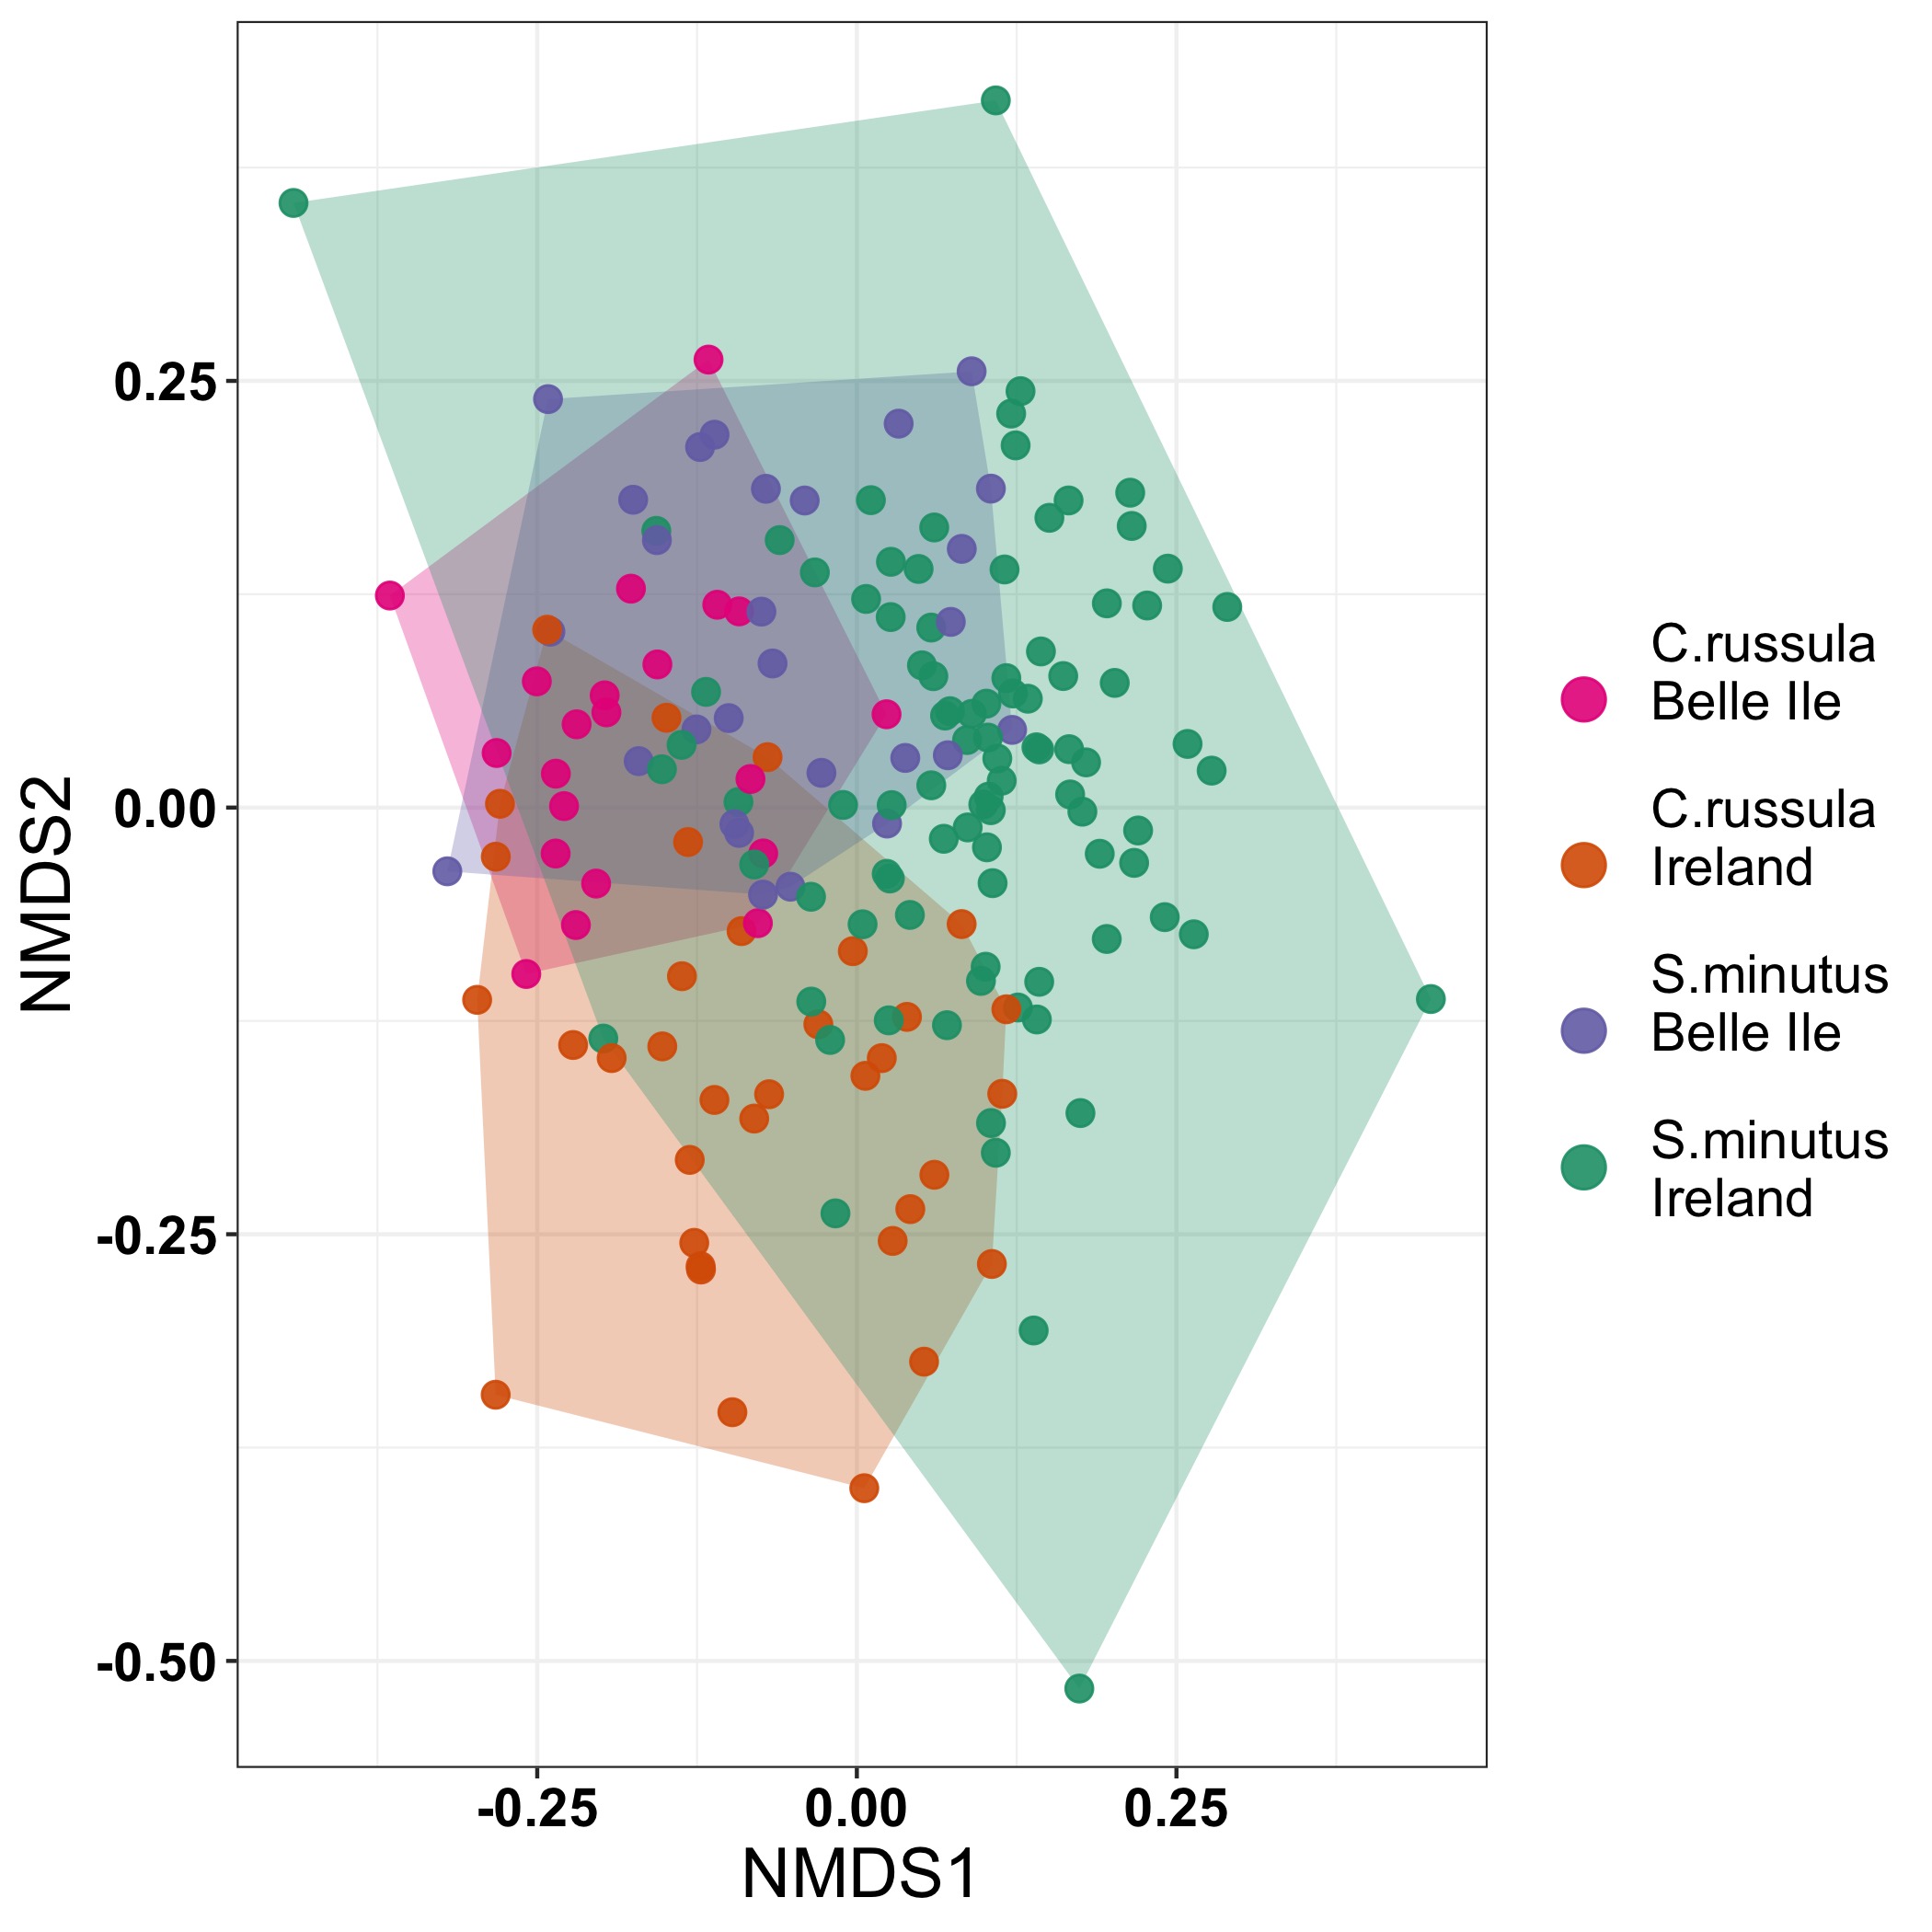 NMDS2
0.25
0.00
-0.25
-0.50
-0.25 0.00 0.25
NMDS1
C.russula
Belle Ile
C.russula
Ireland
S.minutus
Belle Ile
S.minutus
Ireland